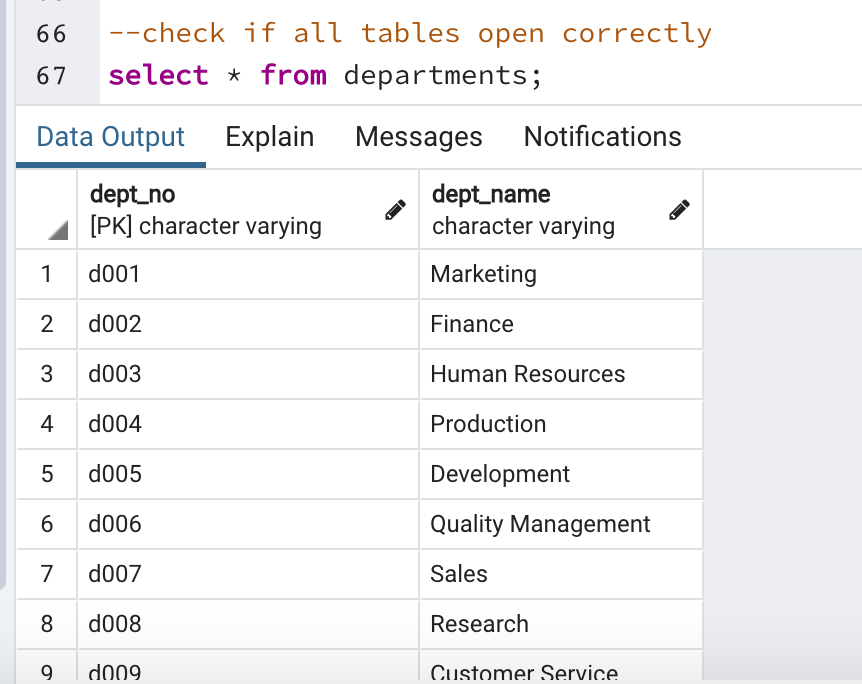 66 --check if all tables open correctly
67 select * from departments;
Data Output Explain Messages Notifications
dept_no dept_name
[PK] character varying character varying
1 d001 Marketing
2 d002 Finance
3 d003 Human Resources
4 d004 Production
5 d005 Development
6 d006 Quality Management
7 d007 Sales
8 d008 Research
9 d009 Customer Service